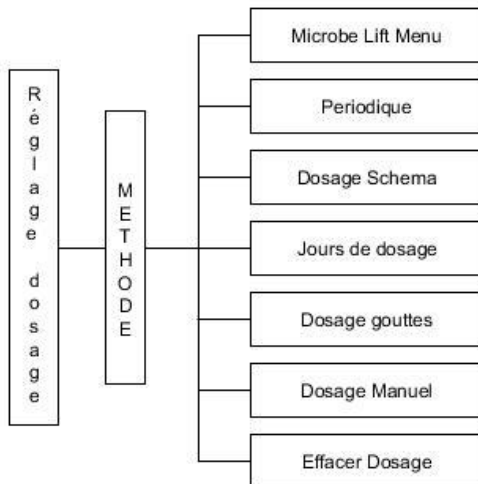 Réglage dosage
METHODE
Microbe Lift Menu
Periodique
Dosage Schema
Jours de dosage
Dosage gouttes
Dosage Manuel
Effacer Dosage